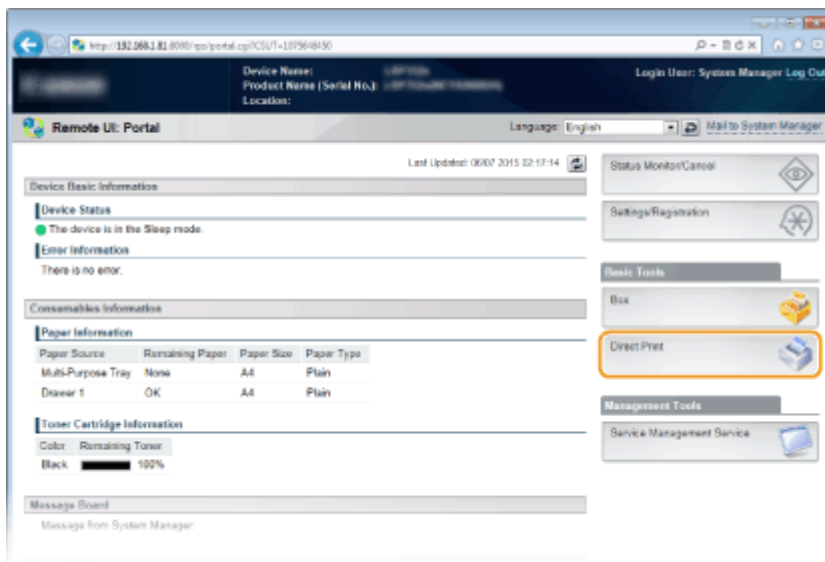 http://192.168.1.81:8000/rps/portal.cgi?CSUT=1075648450
Device Name:
Product Name (Serial No.):
Location:
Login User: System Manager Log Out
Remote UI: Portal
Language: English
Mail to System Manager
Last Updated: 06/07 2015 02:17:14
Device Basic Information
Device Status
The device is in the Sleep mode.
Error Information
There is no error.
Consumables Information
Paper Information
Paper Source Remaining Paper Paper Size Paper Type
Multi-Purpose Tray None A4 Plain
Drawer 1 OK A4 Plain
Toner Cartridge Information
Color Remaining Toner
Black 100%
Message Board
Message from System Manager:
Status Monitor/Cancel
Settings/Registration
Basic Tools
Box
Direct Print
Management Tools
Service Management Service